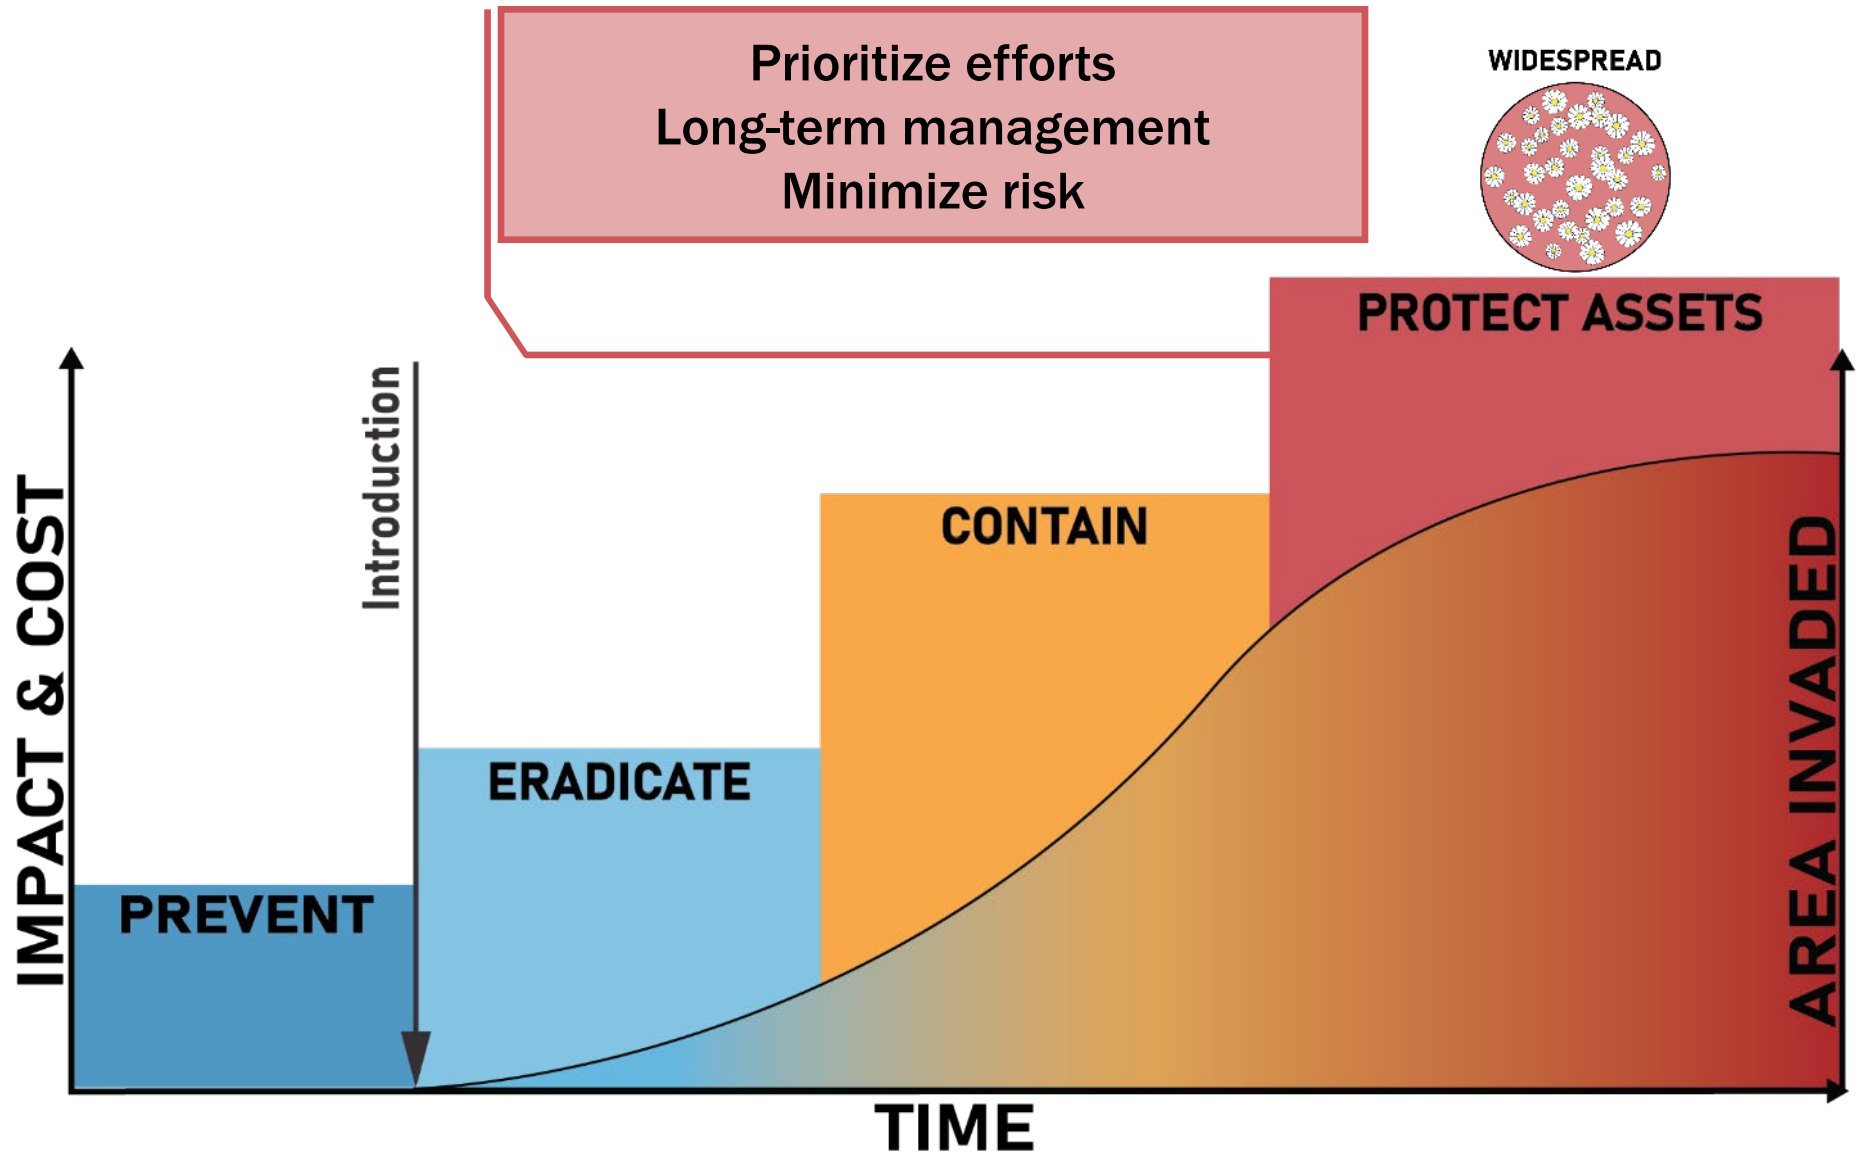 Prioritize efforts
Long-term management
Minimize risk
WIDESPREAD
PROTECT ASSETS
Introduction
CONTAIN
ERADICATE
PREVENT
IMPACT & COST
AREA INVADED
TIME